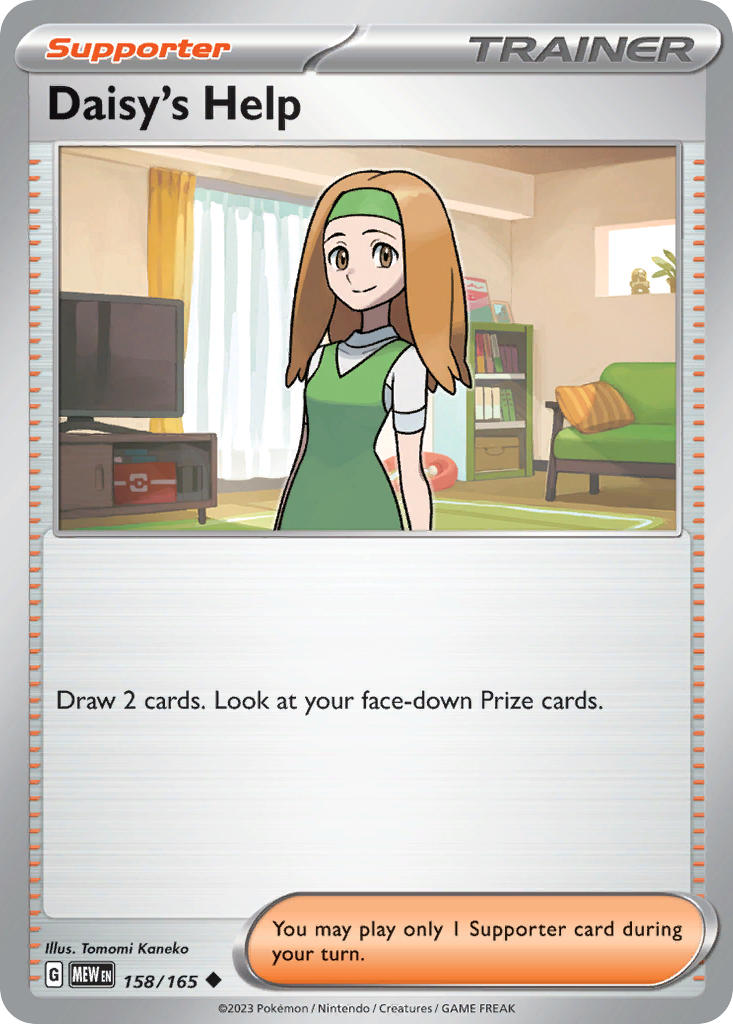 Supporter
TRAINER
Daisy's Help
Draw 2 cards. Look at your face-down Prize cards.
You may play only 1 Supporter card during
your turn.
Illus. Tomomi Kaneko
G MEW EN 158/165
©2023 Pokémon / Nintendo / Creatures / GAME FREAK